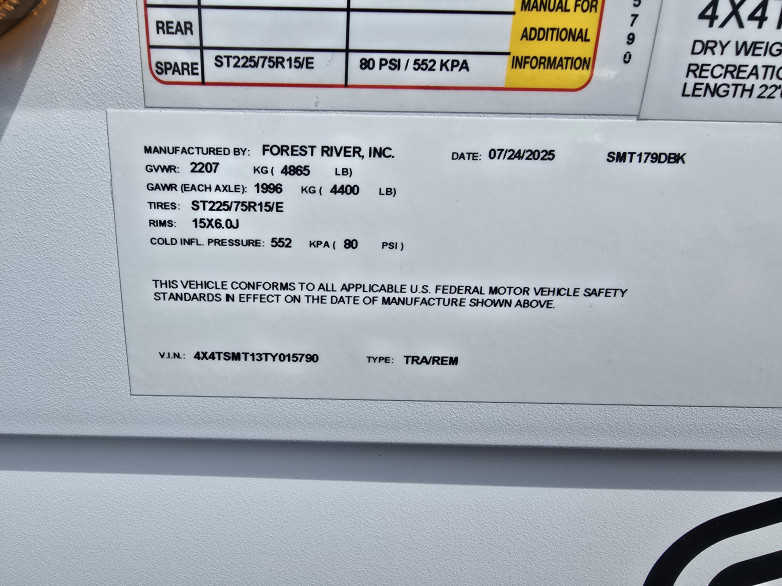 MANUAL FOR
REAR
ADDITIONAL
SPARE ST225/75R15/E 80 PSI / 552 KPA INFORMATION
5
7
9
0
4X4T
DRY WEIG
RECREATIO
LENGTH 22'
MANUFACTURED BY: FOREST RIVER, INC. DATE: 07/24/2025 SMT179DBK
GVWR: 2207 KG ( 4865 LB)
GAWR (EACH AXLE): 1996 KG ( 4400 LB)
TIRES: ST225/75R15/E
RIMS: 15X6.0J
COLD INFL. PRESSURE: 552 KPA ( 80 PSI )
THIS VEHICLE CONFORMS TO ALL APPLICABLE U.S. FEDERAL MOTOR VEHICLE SAFETY
STANDARDS IN EFFECT ON THE DATE OF MANUFACTURE SHOWN ABOVE.
V.I.N.: 4X4TSMT13TY015790 TYPE: TRA/REM